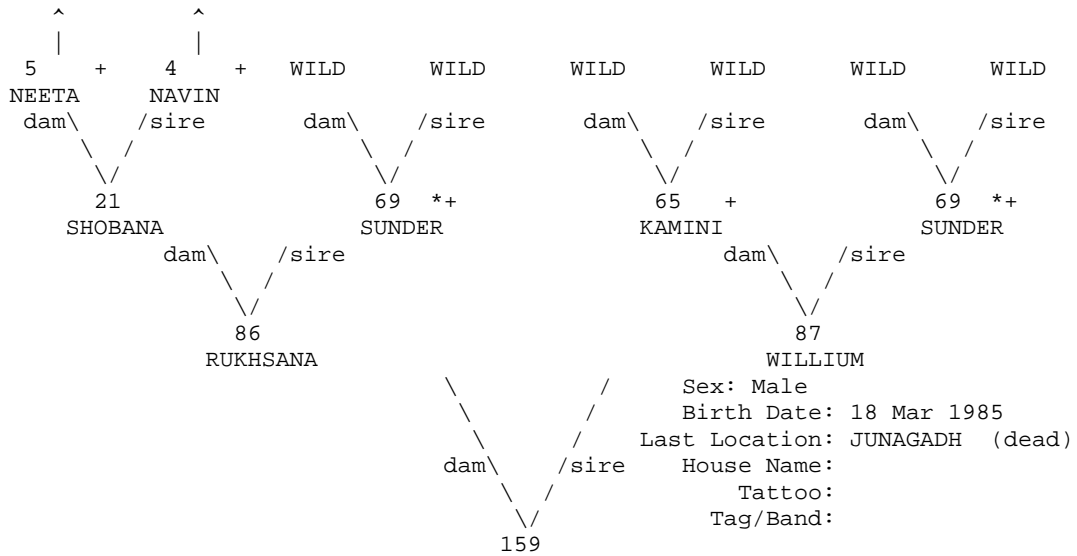 ^ ^
| |
5 + 4 + WILD WILD WILD WILD WILD WILD
NEETA NAVIN
dam\ /sire dam\ /sire dam\ /sire dam\ /sire
\ / \ / \ / \ /
\/ \/ \/ \/
21 69 *+ 65 + 69 *+
SHOBANA SUNDER KAMINI SUNDER
dam\ /sire dam\ /sire
\ / \ /
\/ \/
86 87
RUKHSANA WILLIUM
\ / Sex: Male
\ / Birth Date: 18 Mar 1985
\ / Last Location: JUNAGADH (dead)
dam\ /sire House Name:
\ / Tattoo:
\/ Tag/Band:
159